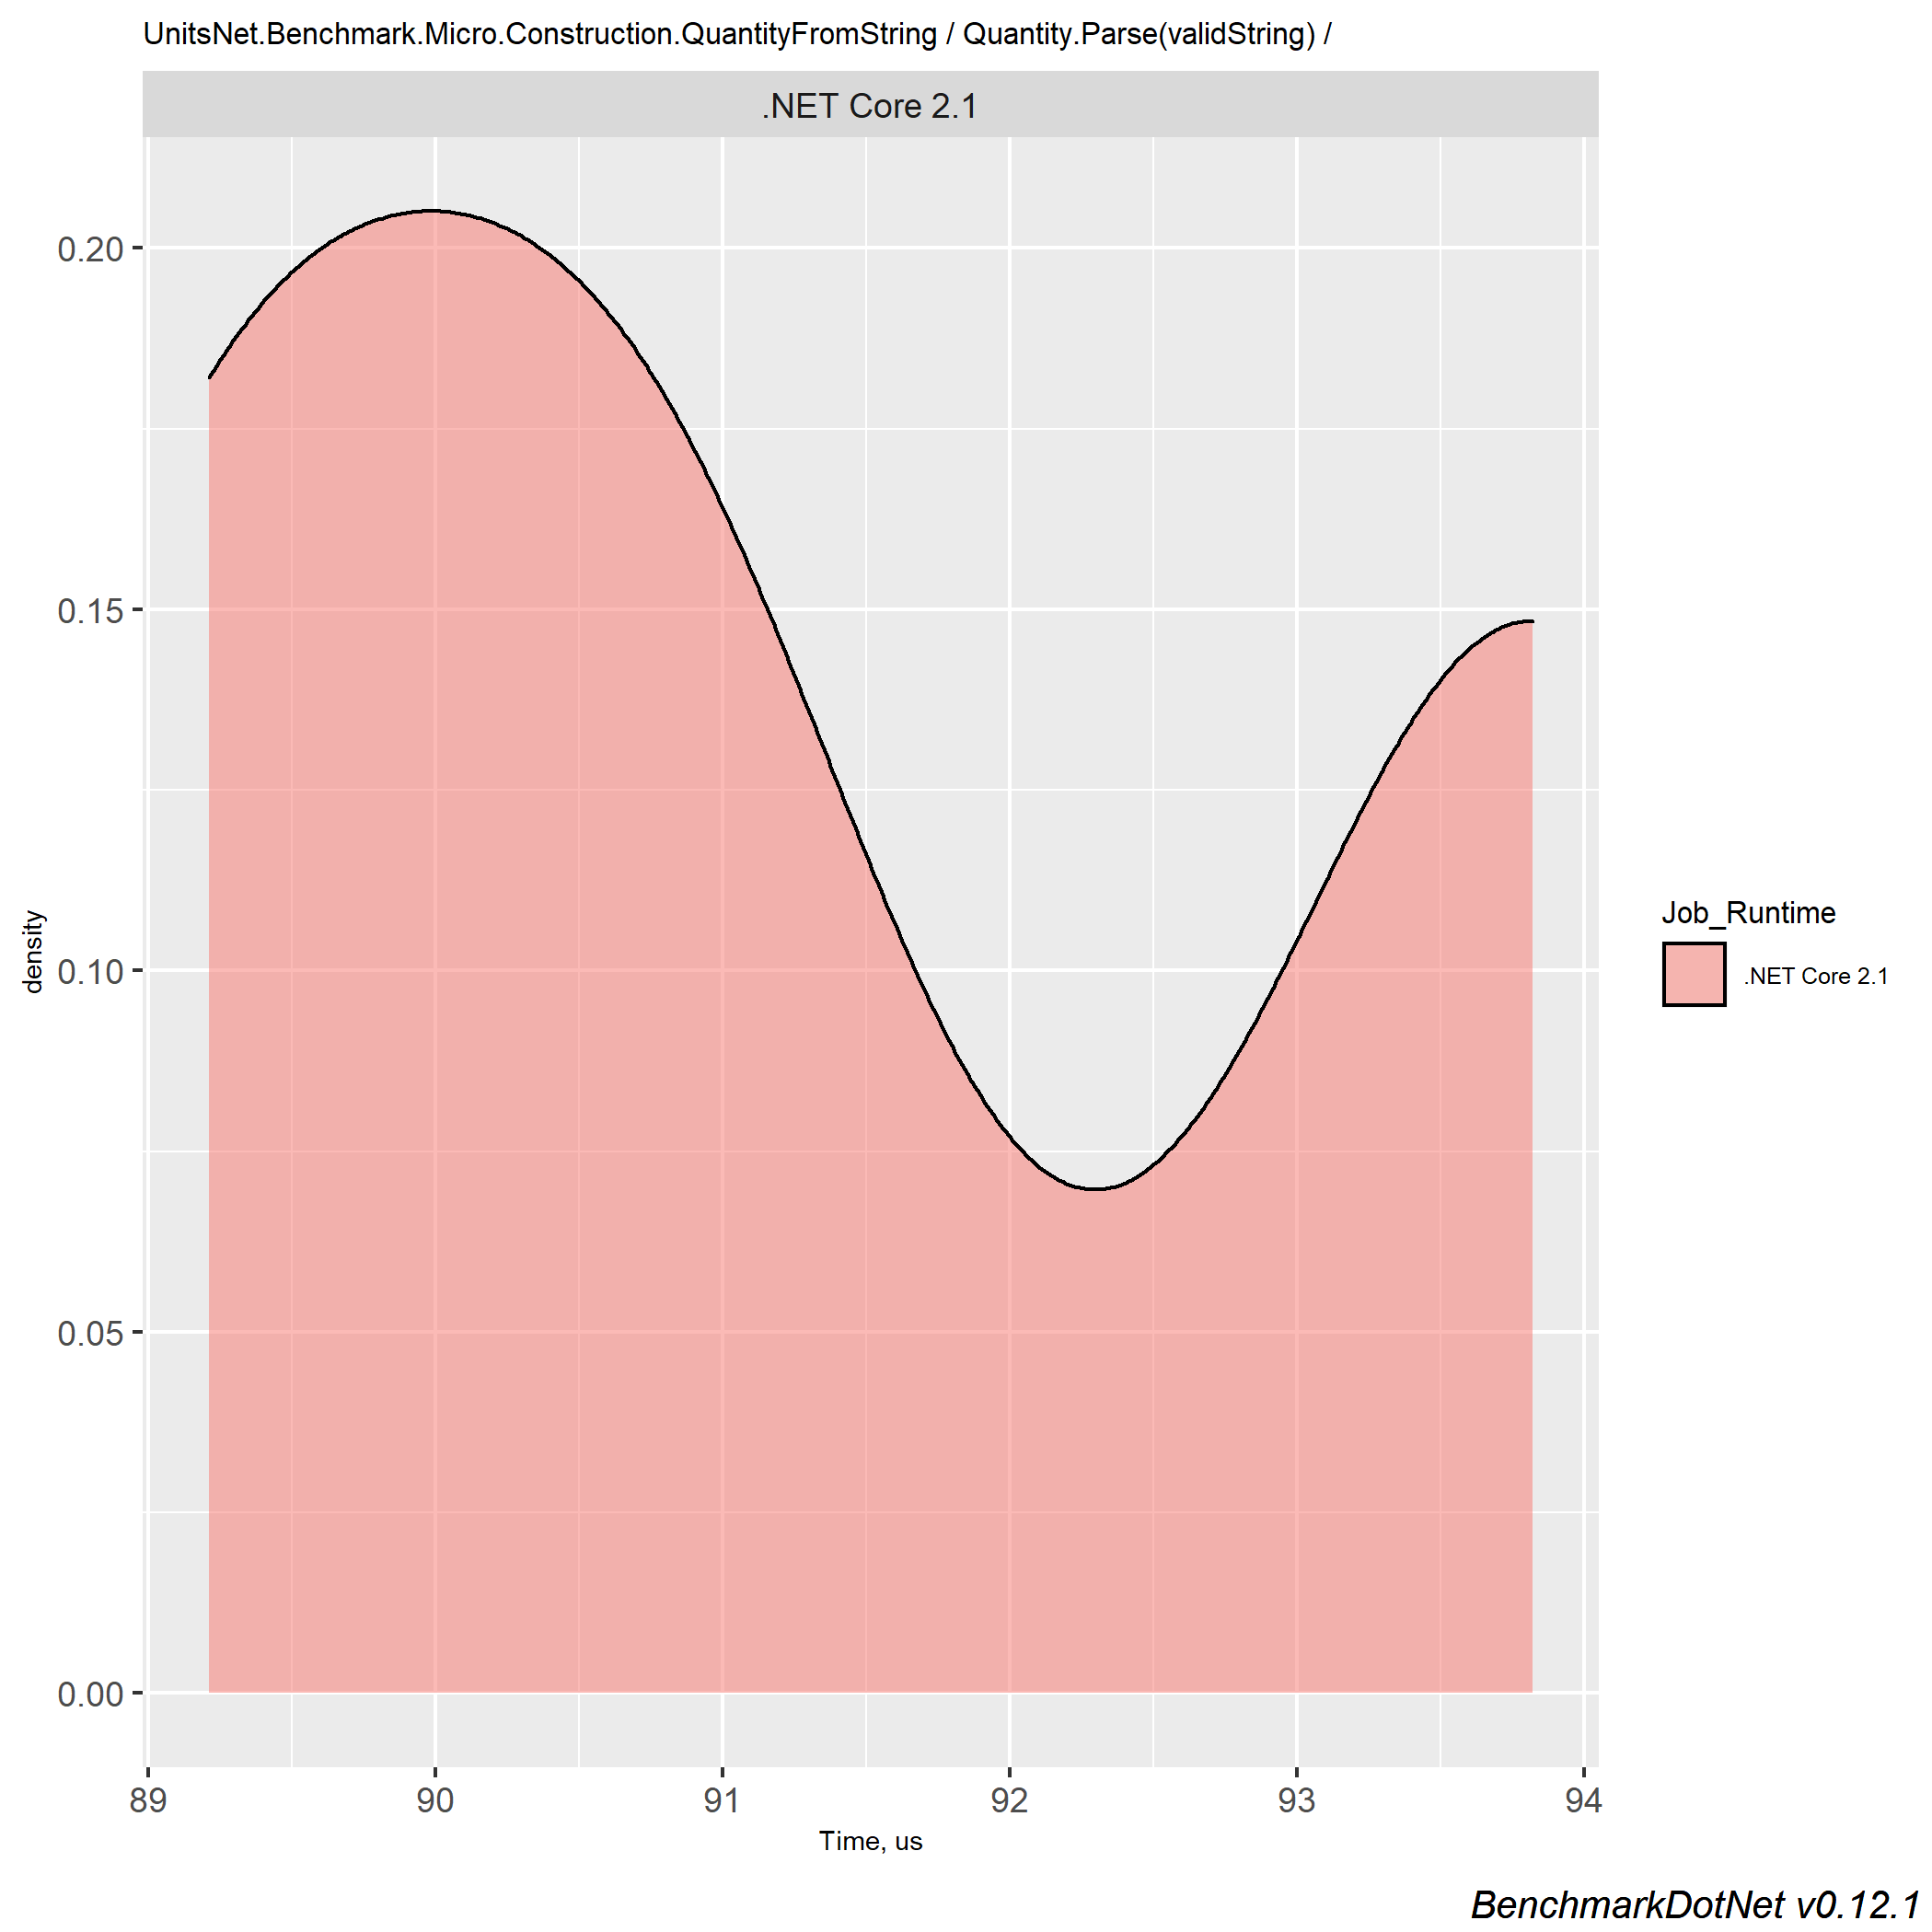 UnitsNet.Benchmark.Micro.Construction.QuantityFromString / Quantity.Parse(validString) /
.NET Core 2.1
0.20
0.15
0.10
0.05
0.00
density
89 90 91 92 93 94
Time, us
Job_Runtime
.NET Core 2.1
BenchmarkDotNet v0.12.1